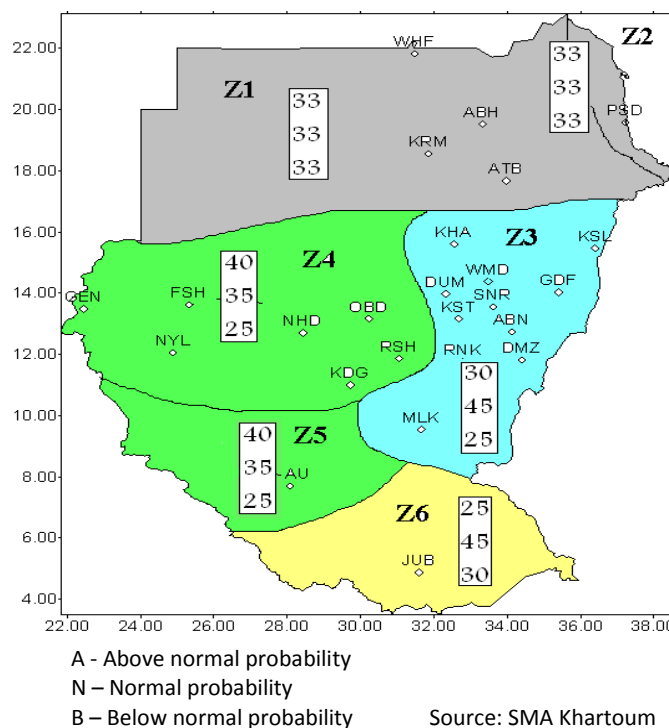 22.00
WHF
Z2
Z1
33
33
33
33
33
33
20.00
ABH
PSD
KRM
18.00
ATB
16.00
KHA
Z3
KSL
Z4
40
35
25
WMD
DUM
GDF
14.00
GEN
FSH
SNR
OBD
KST
NHD
ABN
12.00
NYL
RSH
RNK
DMZ
KDG
30
45
25
10.00
MLK
Z5
40
35
25
AU
8.00
Z6
25
45
30
6.00
JUB
4.00
22.00 24.00 26.00 28.00 30.00 32.00 34.00 36.00 38.00
A - Above normal probability
N – Normal probability
B – Below normal probability Source: SMA Khartoum